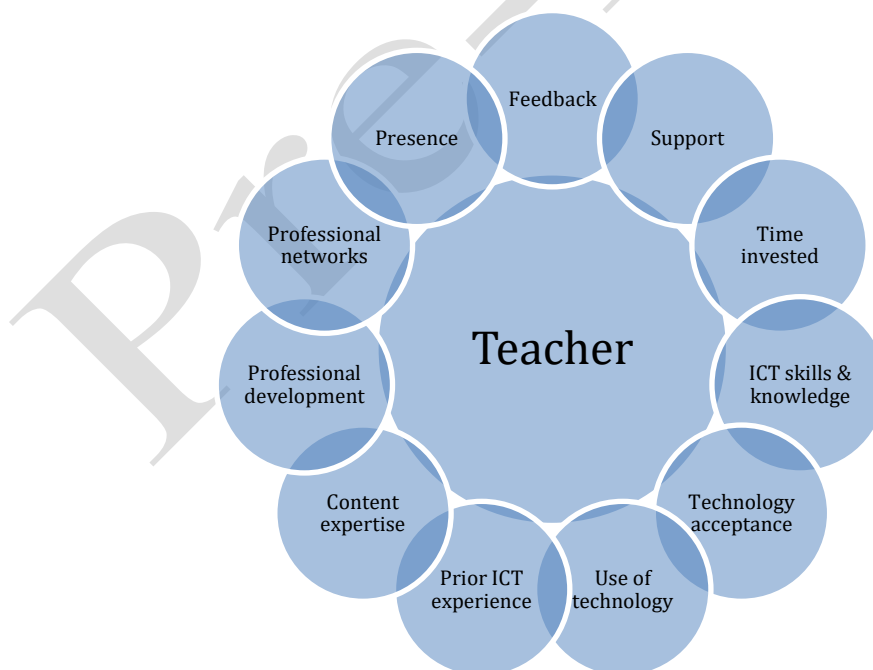 Feedback
Support
Time
invested
ICT skills &
knowledge
Technology
acceptance
Use of
technology
Prior ICT
experience
Content
expertise
Professional
development
Professional
networks
Presence
Teacher